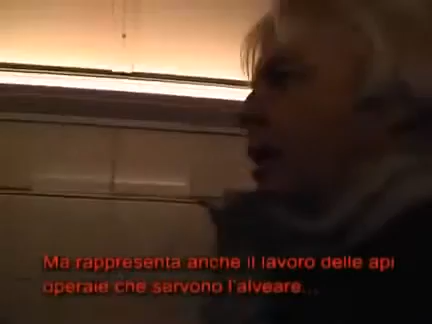 Ma rappresenta anche il lavoro delle api
operaie che servono l'alveare...